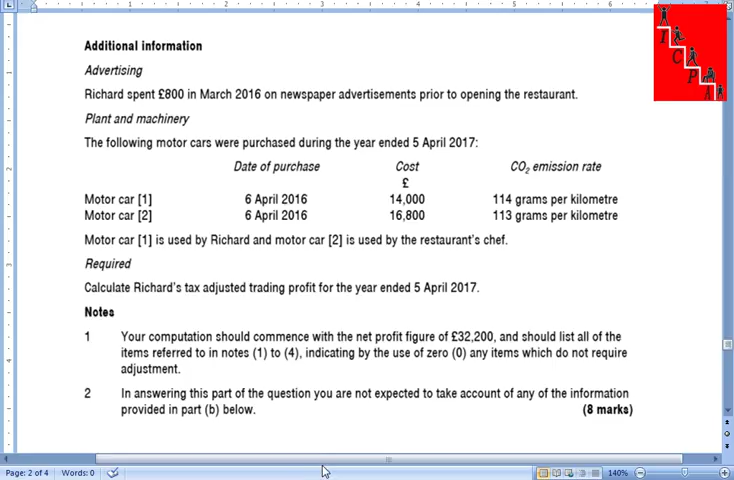 I
C
P
A
Additional information
Advertising
Richard spent £800 in March 2016 on newspaper advertisements prior to opening the restaurant.
Plant and machinery
The following motor cars were purchased during the year ended 5 April 2017:
Date of purchase Cost CO2 emission rate
£
Motor car [1] 6 April 2016 14,000 114 grams per kilometre
Motor car [2] 6 April 2016 16,800 113 grams per kilometre
Motor car [1] is used by Richard and motor car [2] is used by the restaurant's chef.
Required
Calculate Richard's tax adjusted trading profit for the year ended 5 April 2017.
Notes
1 Your computation should commence with the net profit figure of £32,200, and should list all of the
items referred to in notes (1) to (4), indicating by the use of zero (0) any items which do not require
adjustment.
2 In answering this part of the question you are not expected to take account of any of the information
provided in part (b) below. (8 marks)
Page: 2 of 4 Words: 0 140%